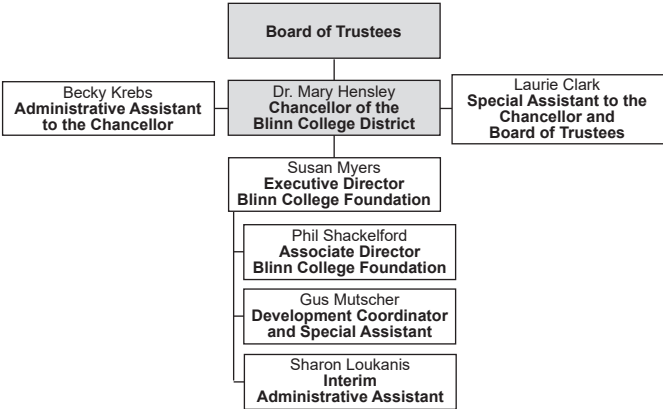 Board of Trustees
Becky Krebs
Administrative Assistant
to the Chancellor
Dr. Mary Hensley
Chancellor of the
Blinn College District
Laurie Clark
Special Assistant to the
Chancellor and
Board of Trustees
Susan Myers
Executive Director
Blinn College Foundation
Phil Shackelford
Associate Director
Blinn College Foundation
Gus Mutscher
Development Coordinator
and Special Assistant
Sharon Loukanis
Interim
Administrative Assistant